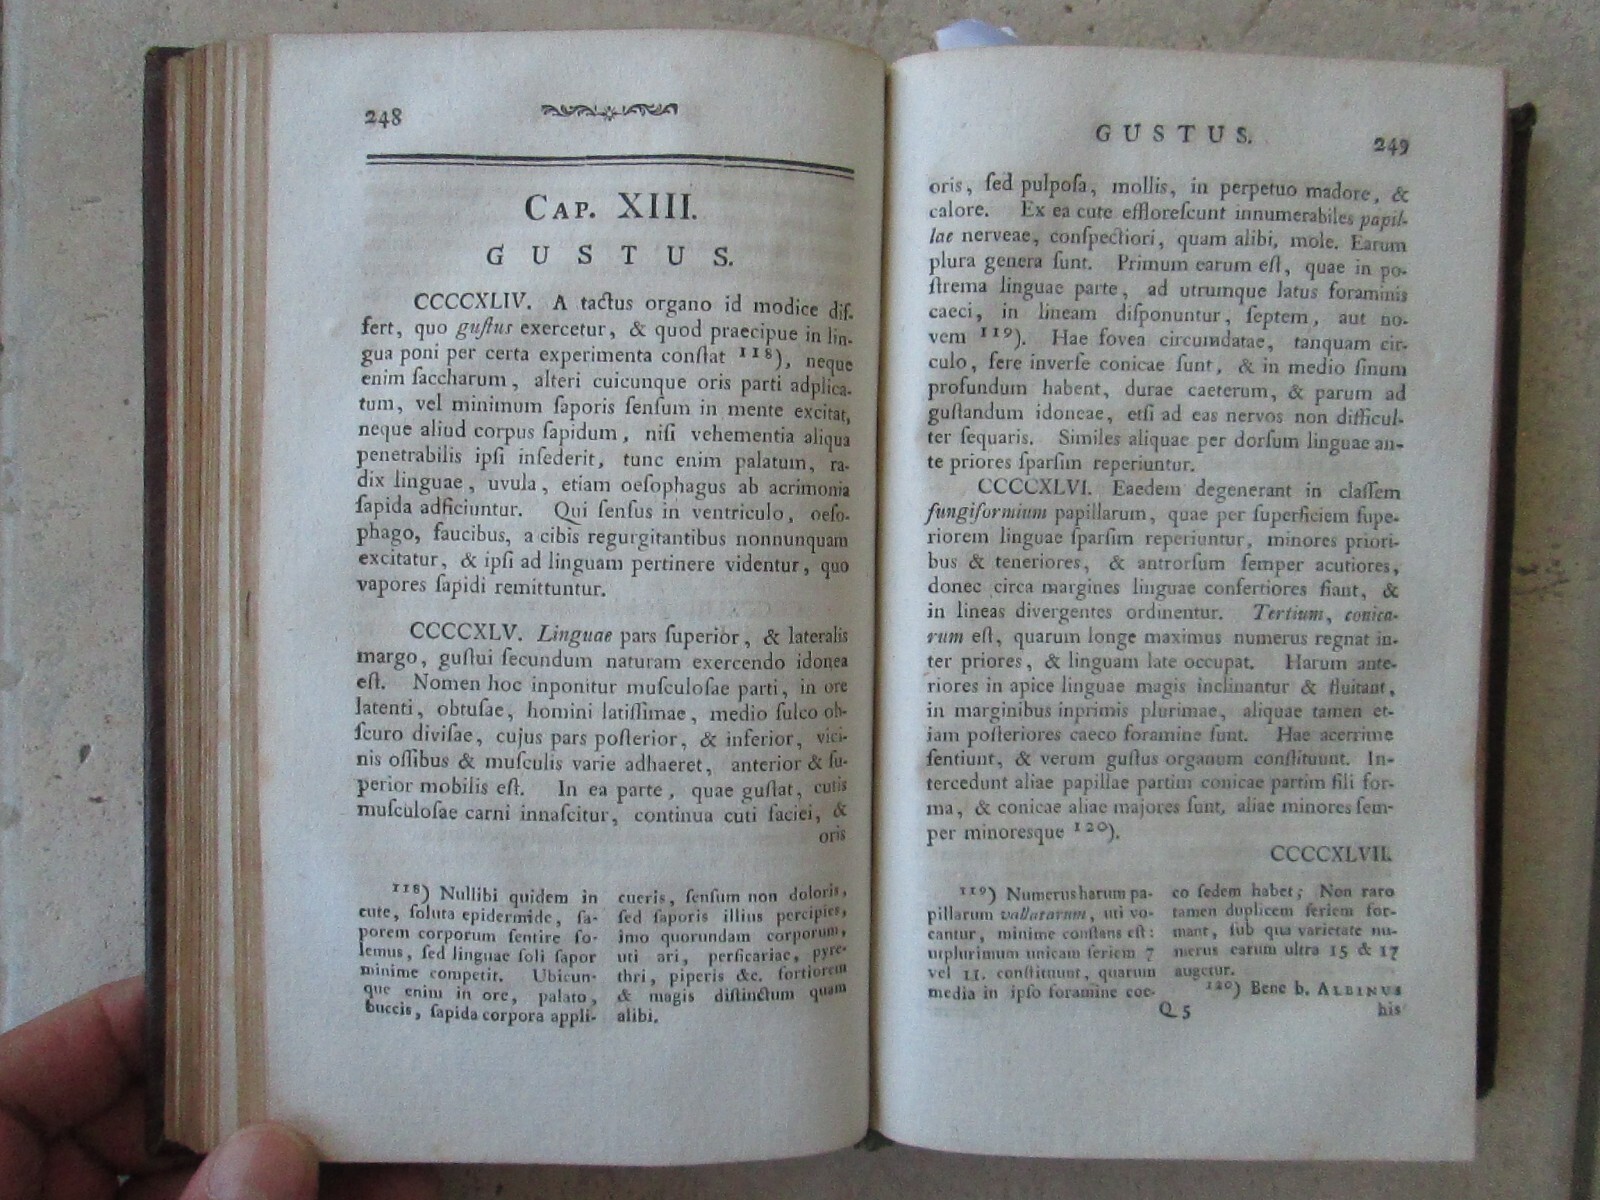 248
Cap. XIII.
GUSTUS.
CCCCXLIV. A tactus organo id modice dif-
fert, quo guſtus exercetur, & quod praecipue in lin-
gua poni per certa experimenta conſtat 118), neque
enim ſaccharum, alteri cuicunque oris parti adplica-
tum, vel minimum ſaporis ſenſum in mente excitat,
neque aliud corpus ſapidum, niſi vehementia aliqua
penetrabilis ipſi inſederit, tunc enim palatum, ra-
dix linguae, uvula, etiam oeſophagus ab acrimonia
ſapida adficiuntur. Qui ſenſus in ventriculo, oeſo-
phago, faucibus, a cibis regurgitantibus nonnunquam
excitatur, & ipſi ad linguam pertinere videntur, quo
vapores ſapidi remittuntur.
CCCCXLV. Linguae pars ſuperior, & lateralis
margo, guſtui ſecundum naturam exercendo idonea
eſt. Nomen hoc inponitur muſculoſae parti, in ore
latenti, obtuſae, homini latiſſimae, medio ſulco ob-
ſcuro diviſae, cujus pars poſterior, & inferior, vici-
nis oſſibus & muſculis varie adhaeret, anterior & ſu-
perior mobilis eſt. In ea parte, quae guſtat, cutis
muſculoſae carni innaſcitur, continua cuti faciei, &
oris
118) Nullibi quidem in
cute, ſoluta epidermide, ſa-
porem corporum ſentire ſo-
lemus, ſed linguae ſoli ſapor
minime competit. Ubicun-
que enim in ore, palato,
buccis, ſapida corpora appli-
cueris, ſenſum non doloris,
ſed ſaporis illius percipies,
imo quorundam corporum,
uti ari, perſicariae, pyre-
thri, piperis &c. fortiorem
& magis diſtinctum quam
alibi.
GUSTUS.
249
oris, ſed pulpoſa, mollis, in perpetuo madore, &
calore. Ex ea cute effloreſcunt innumerabiles papil-
lae nerveae, conſpectiori, quam alibi, mole. Earum
plura genera ſunt. Primum earum eſt, quae in po-
ſtrema linguae parte, ad utrumque latus foraminis
caeci, in lineam diſponuntur, ſeptem, aut no-
vem 119). Hae fovea circumdatae, tanquam cir-
culo, fere inverſe conicae ſunt, & in medio ſinum
profundum habent, durae caeterum, & parum ad
guſtandum idoneae, etſi ad eas nervos non difficul-
ter ſequaris. Similes aliquae per dorſum linguae an-
te priores ſparſim reperiuntur.
CCCCXLVI. Eaedem degenerant in claſſem
fungiformium papillarum, quae per ſuperficiem ſupe-
riorem linguae ſparſim reperiuntur, minores priori-
bus & teneriores, & antrorſum ſemper acutiores,
donec circa margines linguae confertiores fiant, &
in lineas divergentes ordinentur. Tertium, conica-
rum eſt, quarum longe maximus numerus regnat in-
ter priores, & linguam late occupat. Harum ante-
riores in apice linguae magis inclinantur & fluitant,
in marginibus inprimis plurimae, aliquae tamen et-
iam poſteriores caeco foramine ſunt. Hae acerrime
ſentiunt, & verum guſtus organum conſtituunt. In-
tercedunt aliae papillae partim conicae partim fili for-
ma, & conicae aliae majores ſunt, aliae minores ſem-
per minoresque 120).
CCCCXLVII.
119) Numerus harum pa-
pillarum vallatarum, uti vo-
cantur, minime conſtans eſt:
utplurimum unicam ſeriem 7
vel 11. conſtituunt, quarum
media in ipſo foramine coe-
co ſedem habet; Non raro
tamen duplicem ſeriem for-
mant, ſub qua varietate nu-
merus earum ultra 15 & 17
augetur.
120) Bene b. ALBINUS
Q 5
his